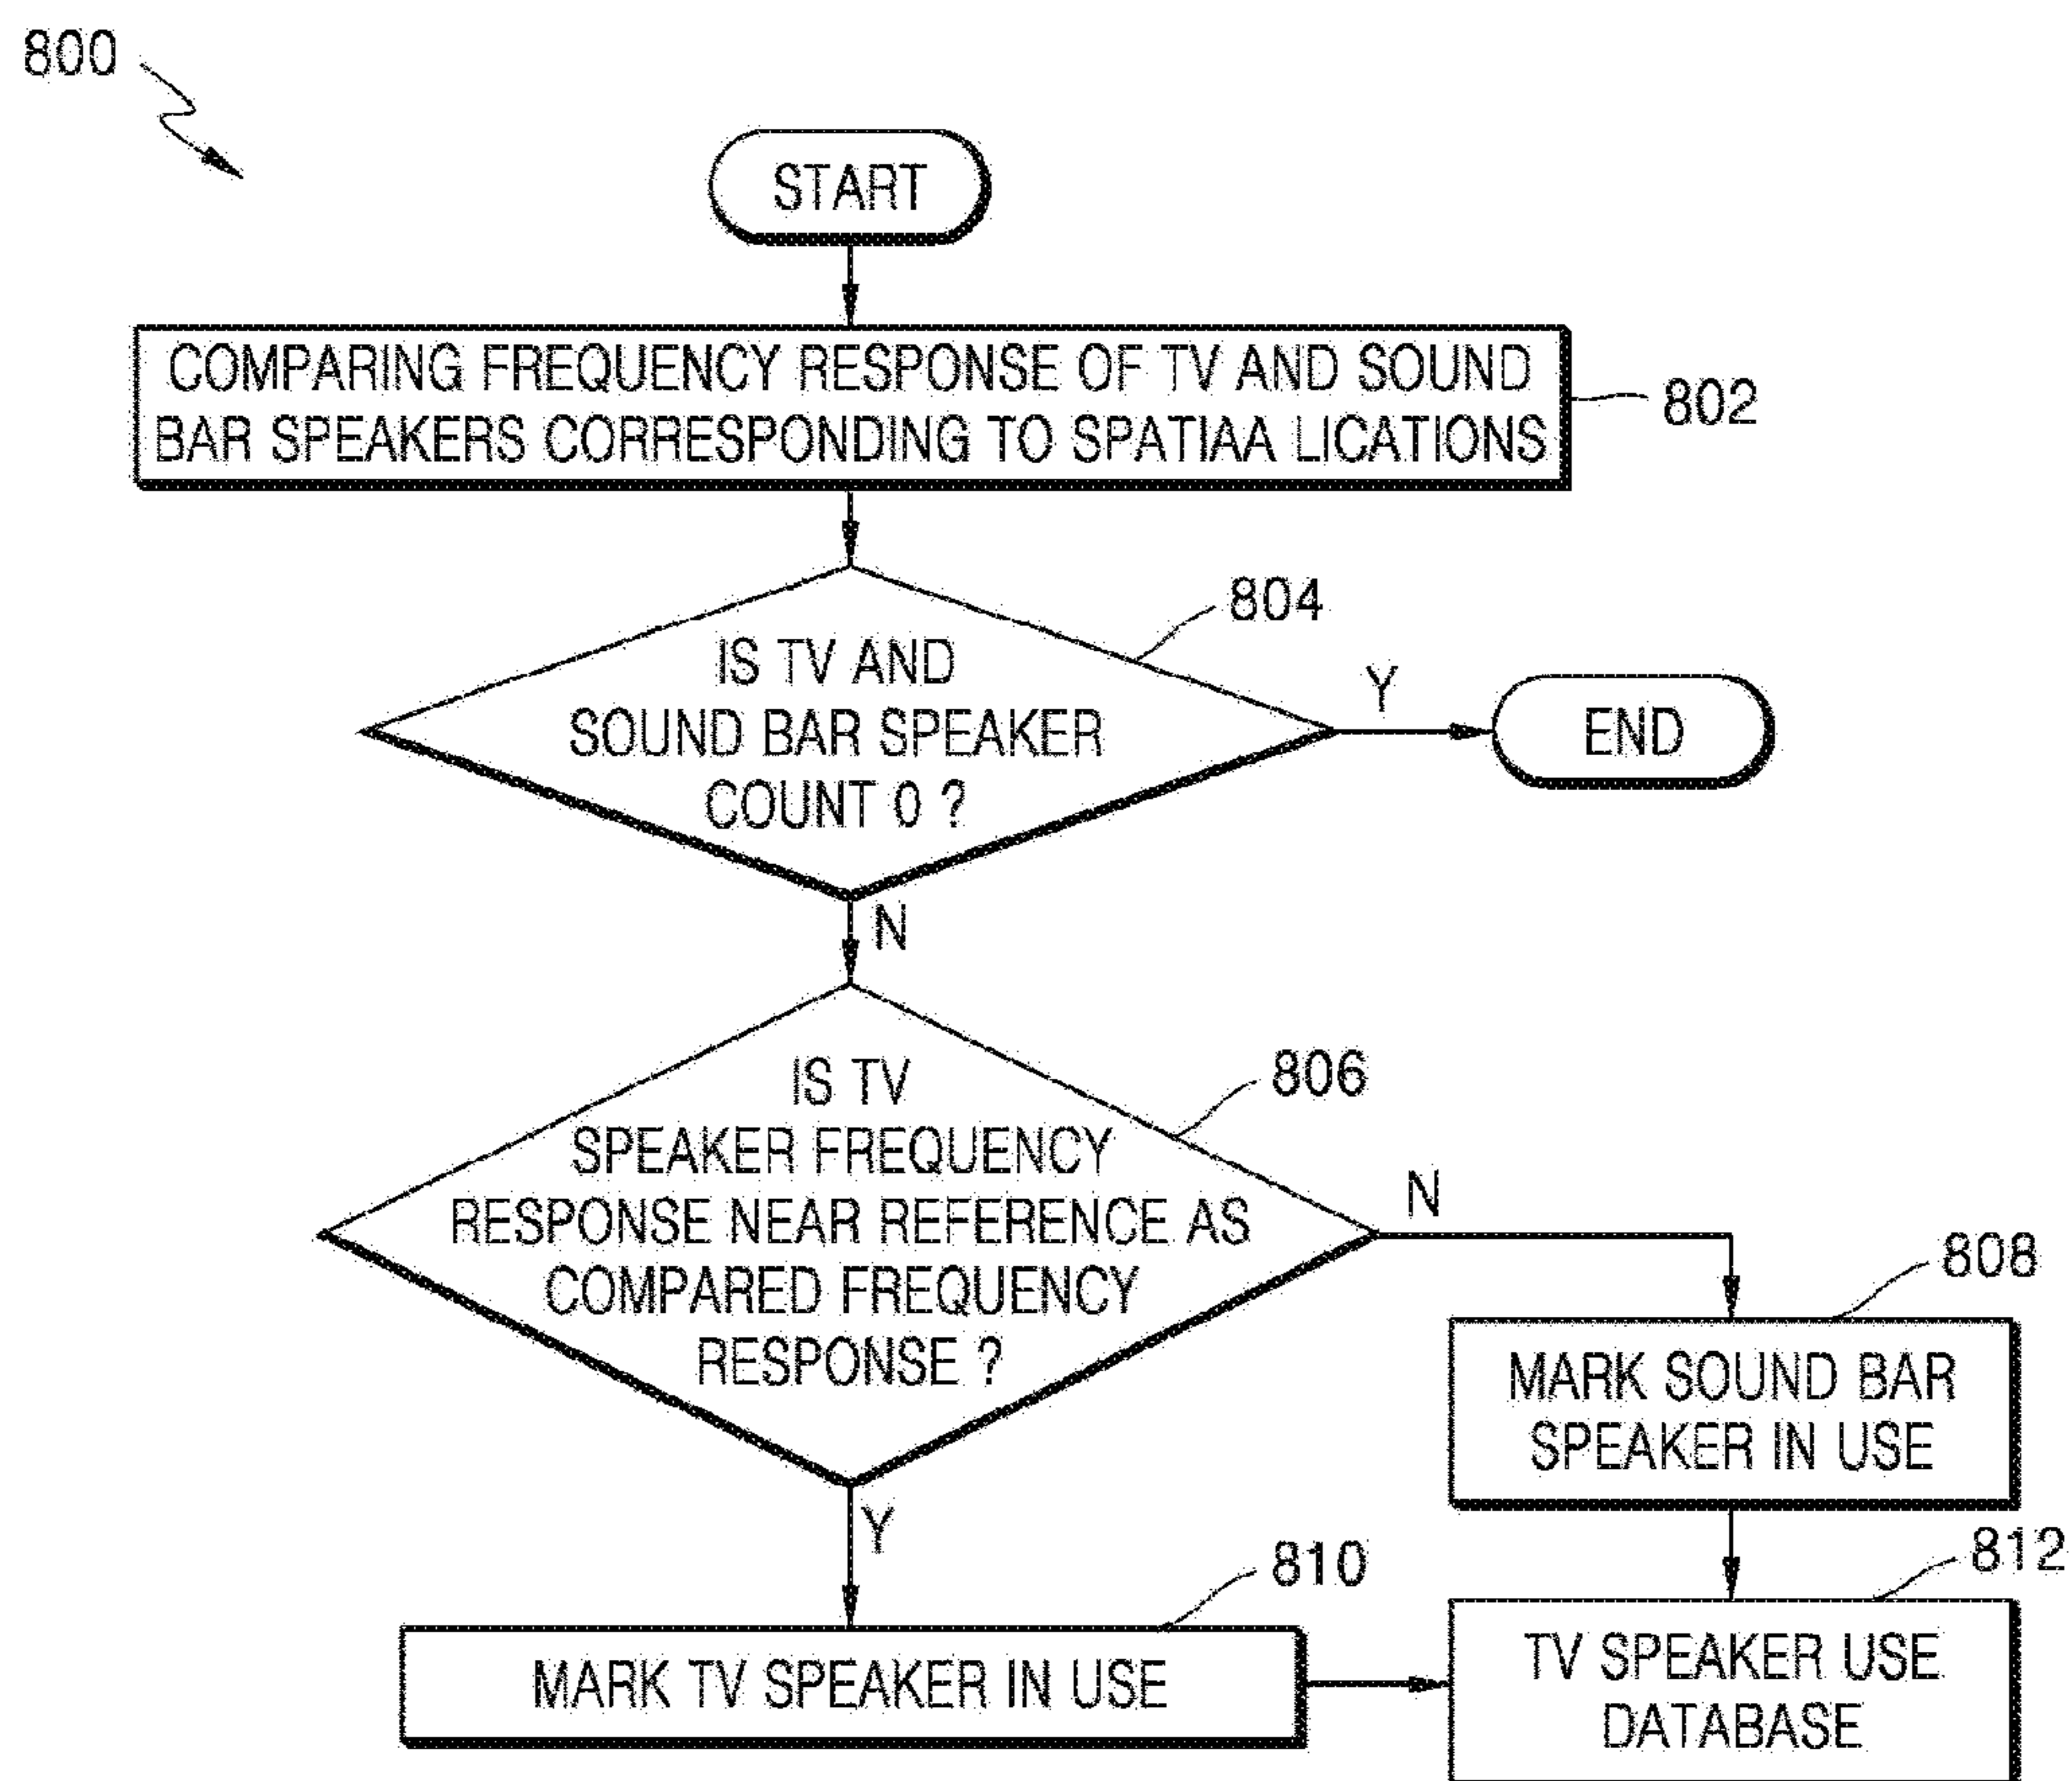 800
START
COMPARING FREQUENCY RESPONSE OF TV AND SOUND
BAR SPEAKERS CORRESPONDING TO SPATIAA LICATIONS
802
IS TV AND
SOUND BAR SPEAKER
COUNT 0 ?
804
Y
END
N
IS TV
SPEAKER FREQUENCY
RESPONSE NEAR REFERENCE AS
COMPARED FREQUENCY
RESPONSE ?
806
N
808
MARK SOUND BAR
SPEAKER IN USE
Y
810
MARK TV SPEAKER IN USE
812
TV SPEAKER USE
DATABASE